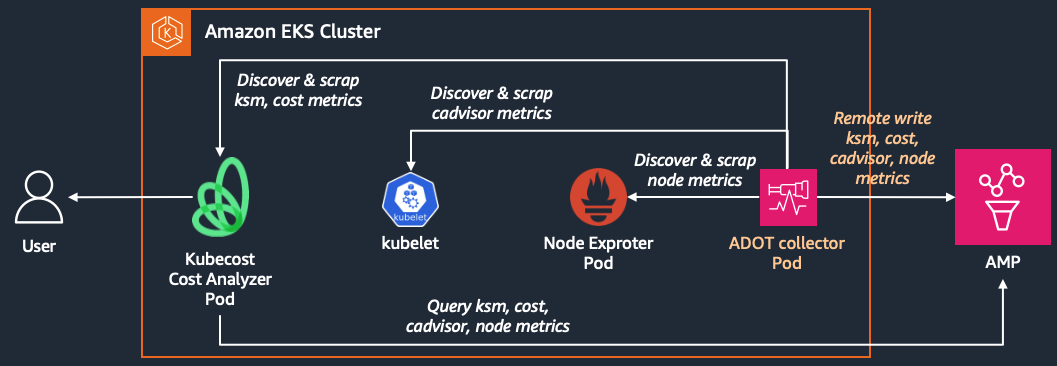 Amazon EKS Cluster
Discover & scrap
ksm, cost metrics
Discover & scrap
cadvisor metrics
Remote write
ksm, cost,
cadvisor, node
metrics
Discover & scrap
node metrics
kubelet
User
Kubecost
Cost Analyzer
Pod
kubelet
Node Exproter
Pod
ADOT collector
Pod
AMP
Query ksm, cost,
cadvisor, node metrics